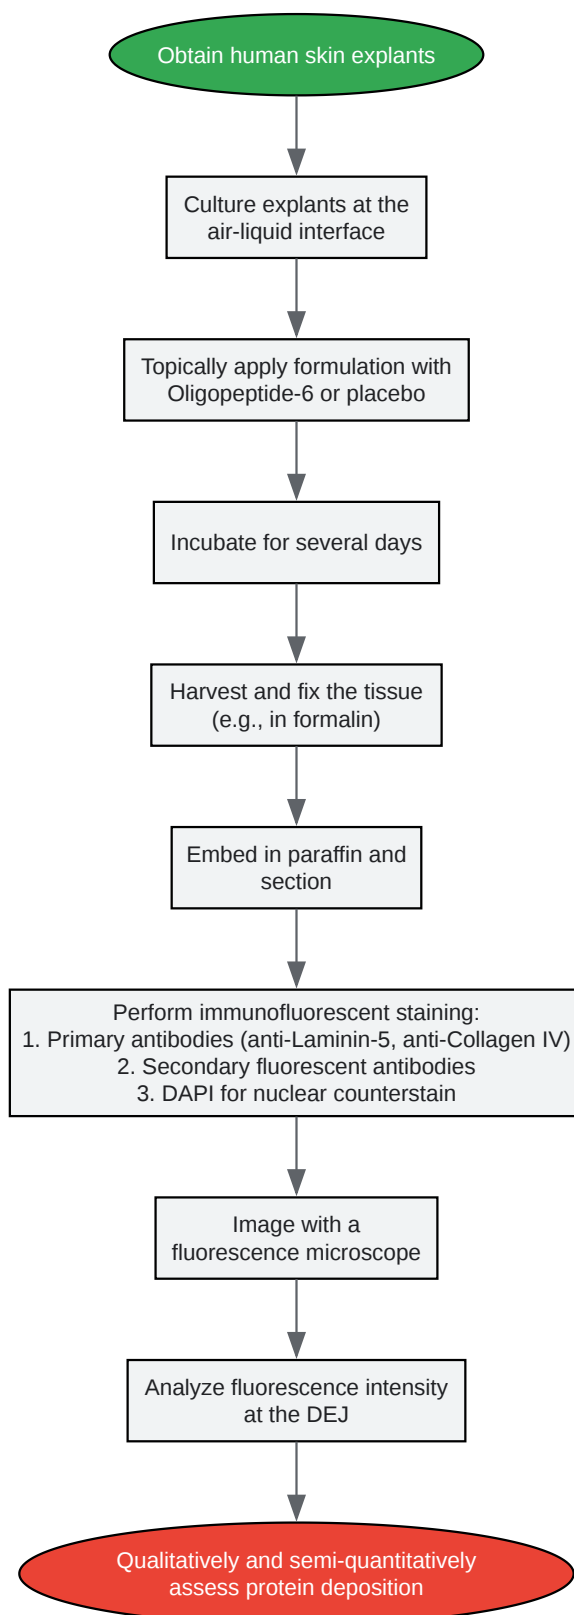 Obtain human skin explants
Culture explants at the
air-liquid interface
Topically apply formulation with
Oligopeptide-6 or placebo
Incubate for several days
Harvest and fix the tissue
(e.g., in formalin)
Embed in paraffin and
section
Perform immunofluorescent staining:
1. Primary antibodies (anti-Laminin-5, anti-Collagen IV)
2. Secondary fluorescent antibodies
3. DAPI for nuclear counterstain
Image with a
fluorescence microscope
Analyze fluorescence intensity
at the DEJ
Qualitatively and semi-quantitatively
assess protein deposition